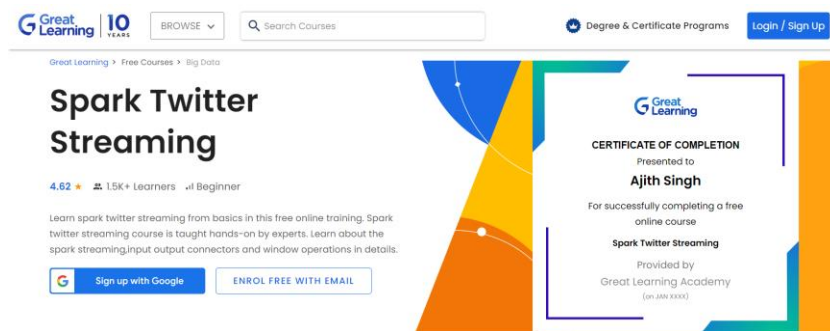 Great Learning
10 YEARS
BROWSE
Search Courses
Degree & Certificate Programs
Login / Sign Up
Great Learning > Free Courses > Big Data
Spark Twitter
Streaming
4.62 ★ 1.5K+ Learners Beginner
Learn spark twitter streaming from basics in this free online training. Spark
twitter streaming course is taught hands-on by experts. Learn about the
spark streaming,input output connectors and window operations in details.
G Sign up with Google
ENROL FREE WITH EMAIL
Great Learning
CERTIFICATE OF COMPLETION
Presented to
Ajith Singh
For successfully completing a free
online course
Spark Twitter Streaming
Provided by
Great Learning Academy
(on JAN XXXX)